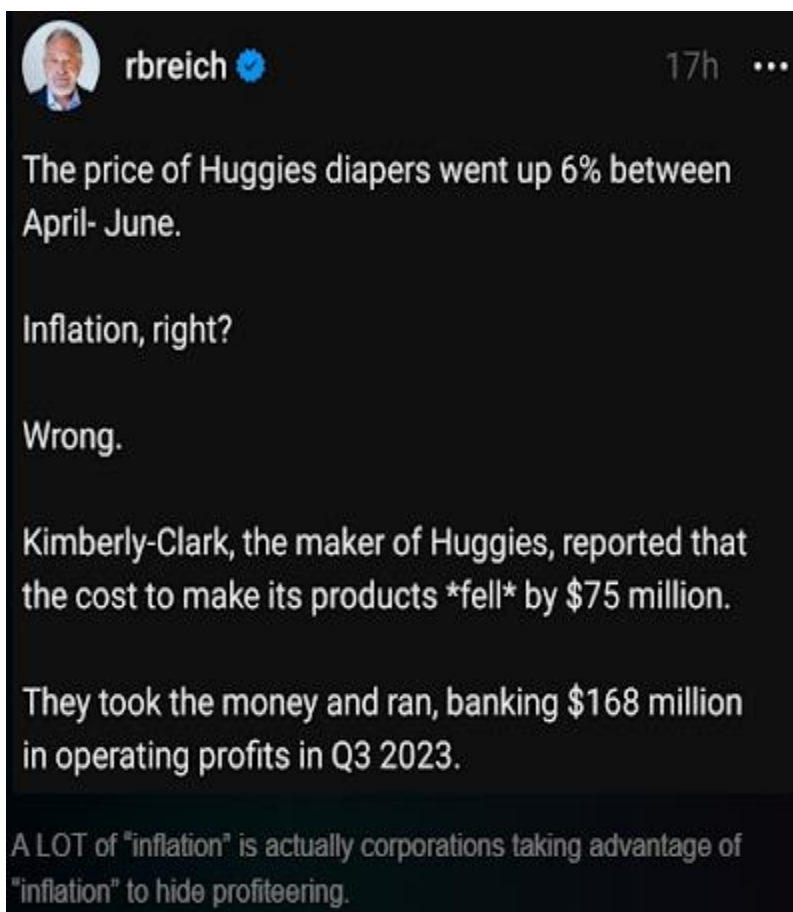 rbreich
17h
The price of Huggies diapers went up 6% between
April- June.
Inflation, right?
Wrong.
Kimberly-Clark, the maker of Huggies, reported that
the cost to make its products *fell* by $75 million.
They took the money and ran, banking $168 million
in operating profits in Q3 2023.
A LOT of "inflation" is actually corporations taking advantage of
"inflation" to hide profiteering.